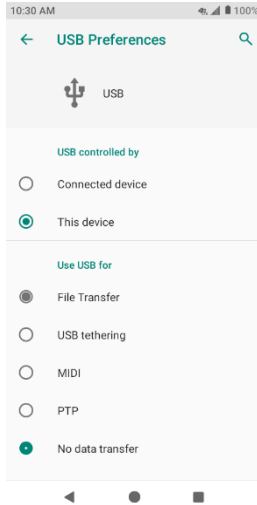 10:30 AM 4G 100%
USB Preferences
USB
USB controlled by
Connected device
This device
Use USB for
File Transfer
USB tethering
MIDI
PTP
No data transfer